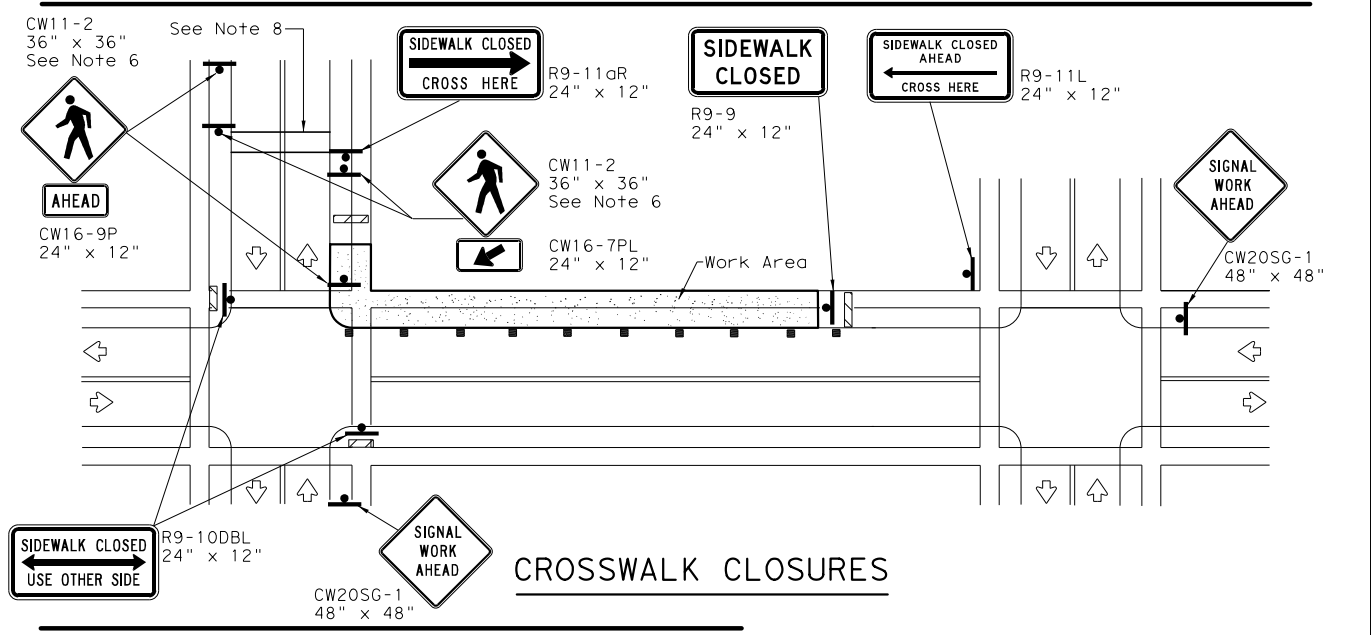 CW11-2
36" x 36"
See Note 6
See Note 8
SIDEWALK CLOSED
CROSS HERE
R9-11aR
24" x 12"
SIDEWALK
CLOSED
R9-9
24" x 12"
SIDEWALK CLOSED
AHEAD
CROSS HERE
R9-11L
24" x 12"
AHEAD
CW16-9P
24" x 12"
CW11-2
36" x 36"
See Note 6
CW16-7PL
24" x 12"
SIGNAL
WORK
AHEAD
CW20SG-1
48" x 48"
Work Area
SIDEWALK CLOSED
USE OTHER SIDE
R9-10DBL
24" x 12"
SIGNAL
WORK
AHEAD
CW20SG-1
48" x 48"
CROSSWALK CLOSURES